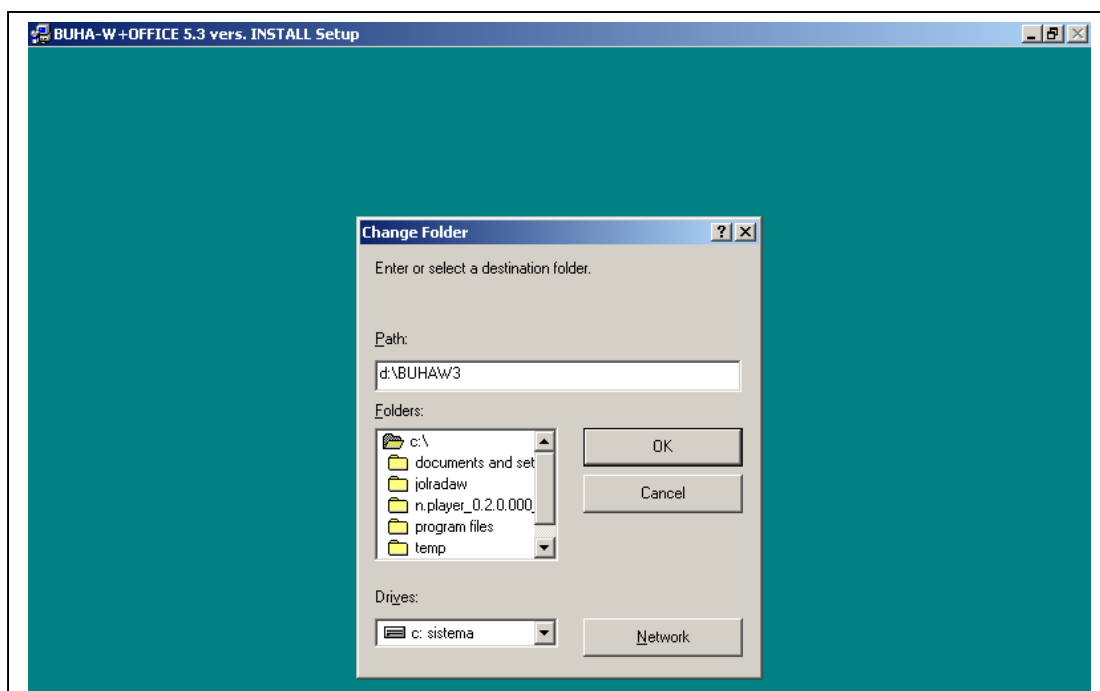 BUHA-W+OFFICE 5.3 vers. INSTALL Setup
Change Folder
Enter or select a destination folder.
Path:
d:\BUHAW3
Folders:
c:\
documents and set
jolradaw
n.player_0.2.0.000_
program files
temp
OK
Cancel
Drives:
c: sistema
Network